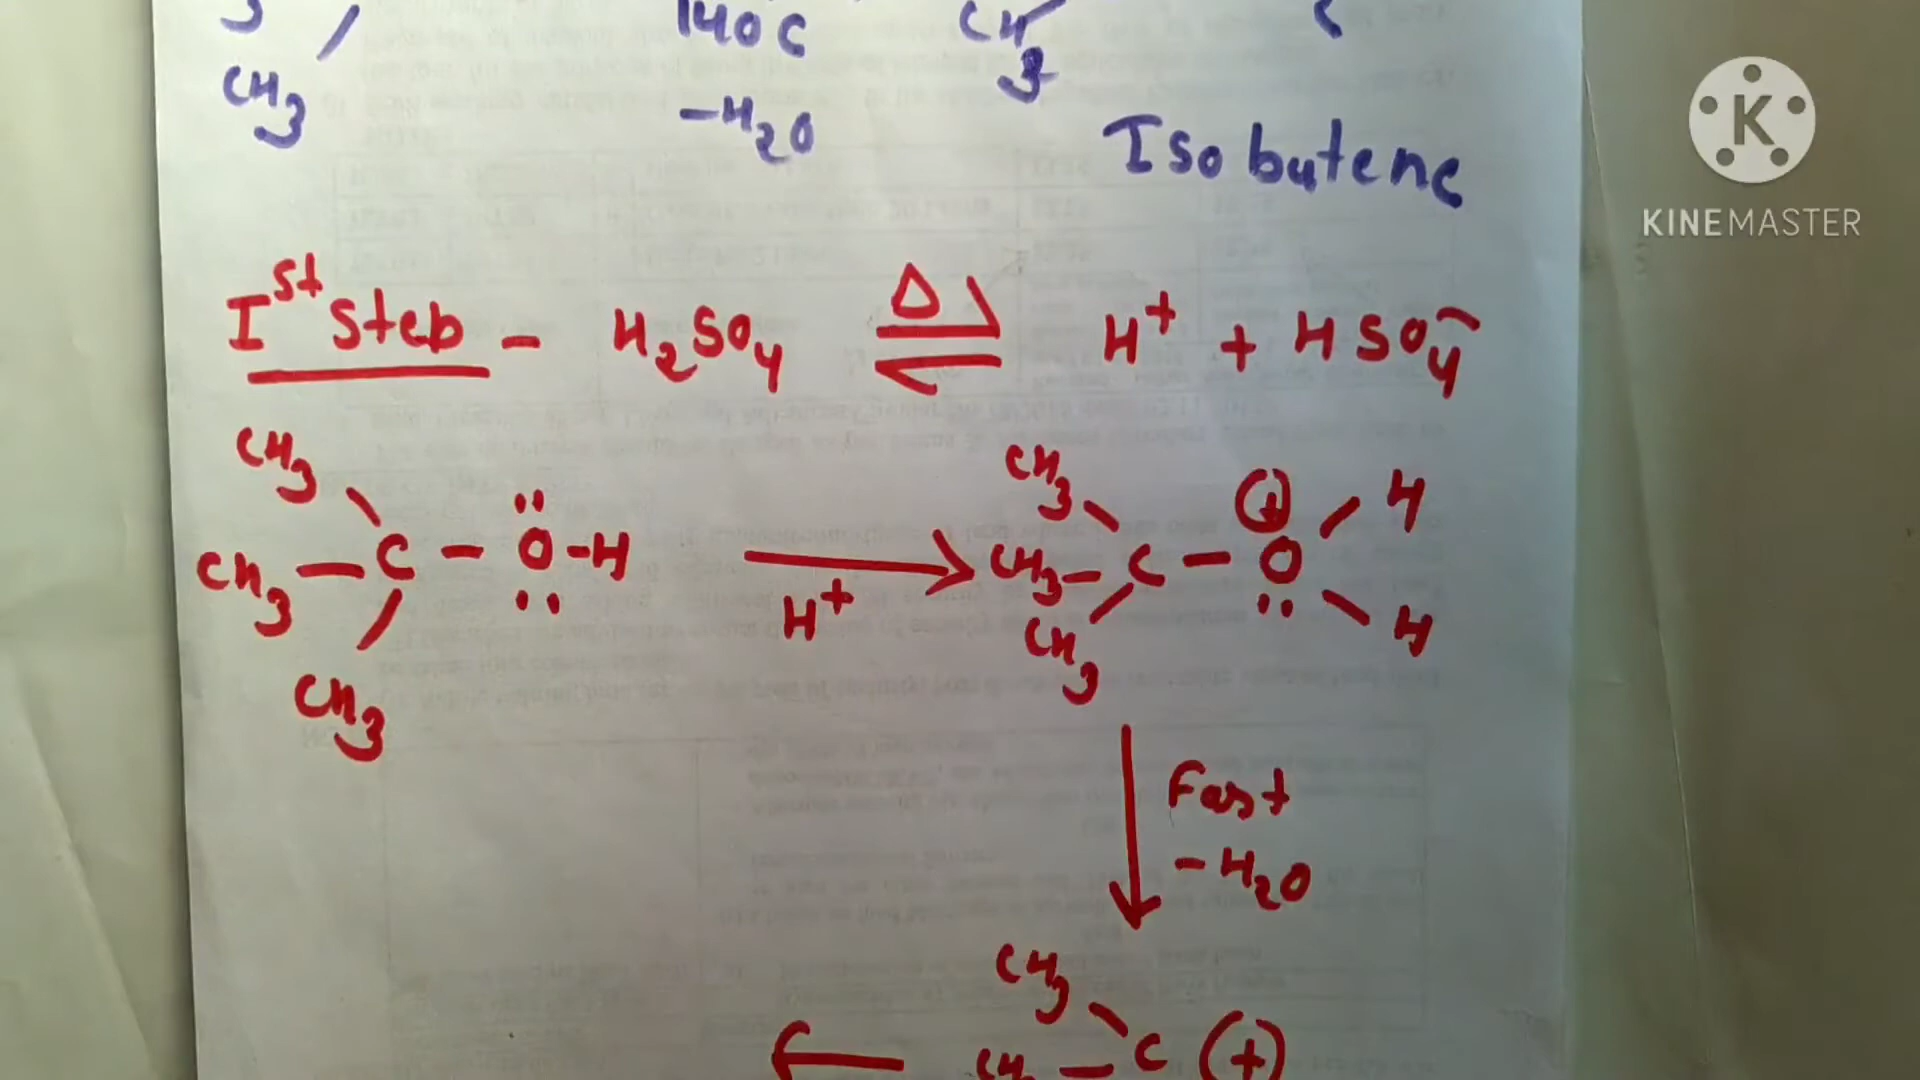 140C
CH3
CH3
-H2O
Iso butene
K
KINEMASTER
Ist Steb - H2SO4 Δ ⇌ H+ + HSO4-
CH3
CH3 - C - O - H
CH3
H+
CH3
CH3 - C - O
CH3
⊕
H
H
Fast
- H2O
CH3
C (+)